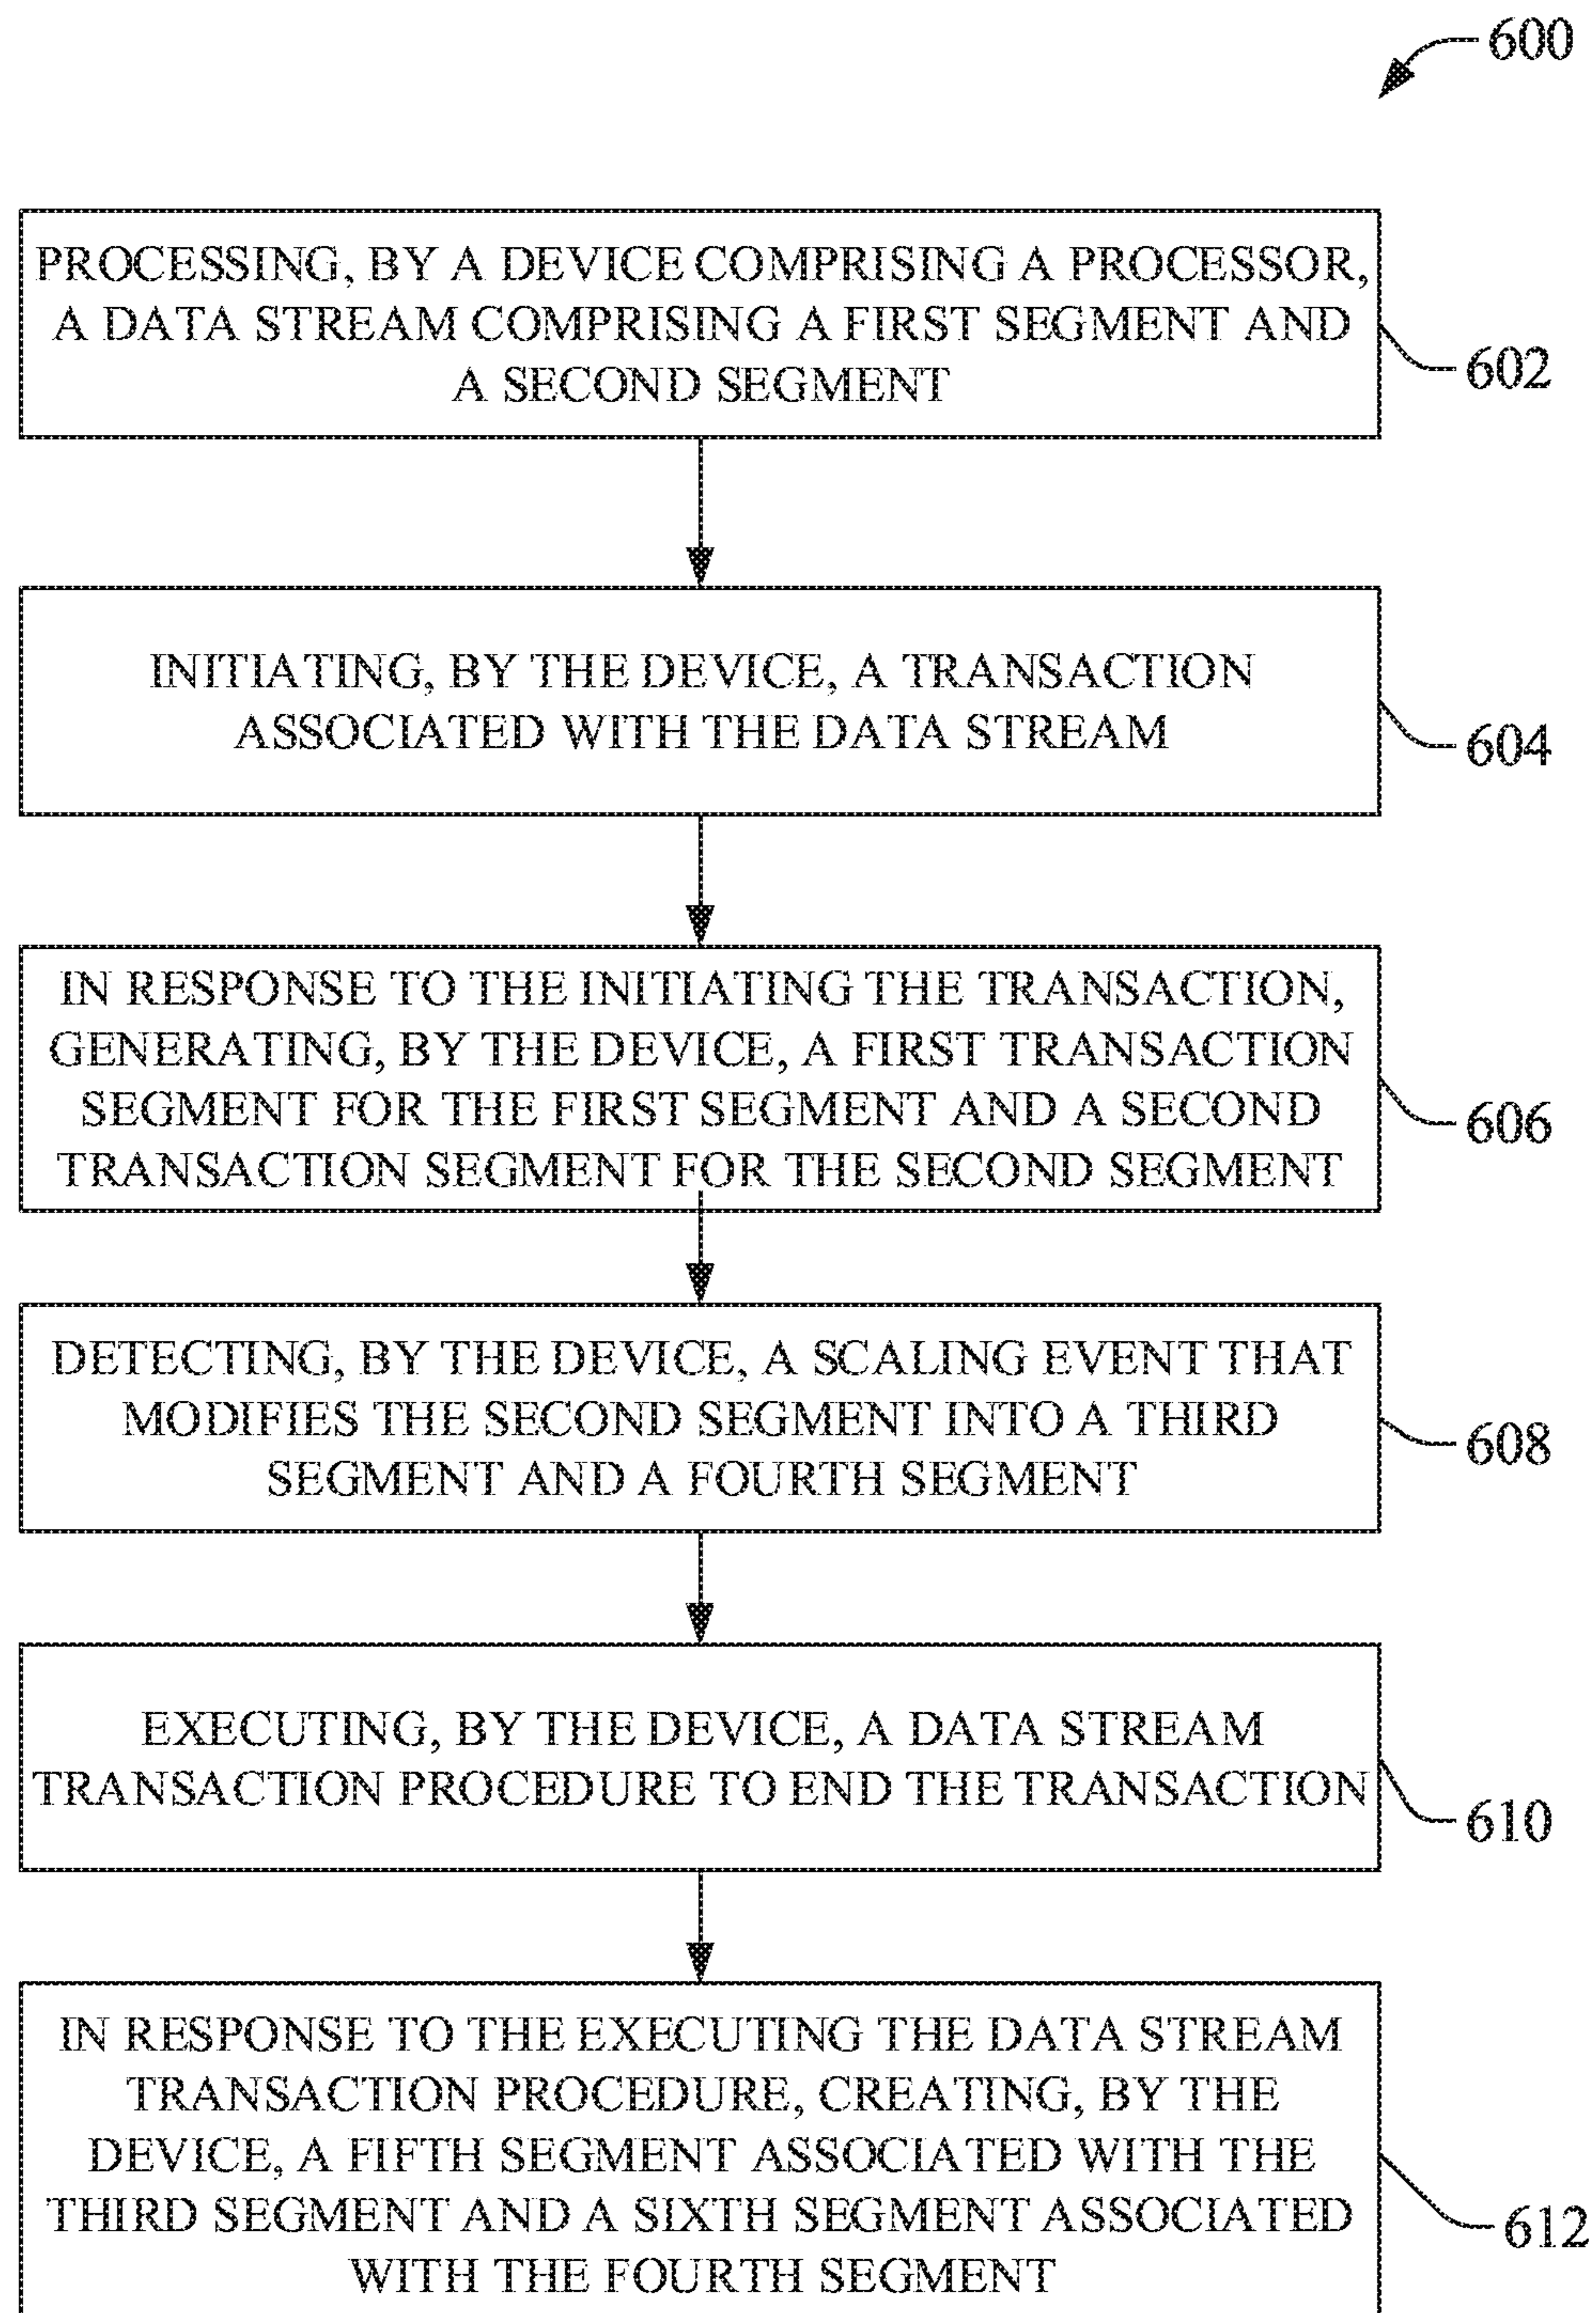 600
PROCESSING, BY A DEVICE COMPRISING A PROCESSOR,
A DATA STREAM COMPRISING A FIRST SEGMENT AND
A SECOND SEGMENT
602
INITIATING, BY THE DEVICE, A TRANSACTION
ASSOCIATED WITH THE DATA STREAM
604
IN RESPONSE TO THE INITIATING THE TRANSACTION,
GENERATING, BY THE DEVICE, A FIRST TRANSACTION
SEGMENT FOR THE FIRST SEGMENT AND A SECOND
TRANSACTION SEGMENT FOR THE SECOND SEGMENT
606
DETECTING, BY THE DEVICE, A SCALING EVENT THAT
MODIFIES THE SECOND SEGMENT INTO A THIRD
SEGMENT AND A FOURTH SEGMENT
608
EXECUTING, BY THE DEVICE, A DATA STREAM
TRANSACTION PROCEDURE TO END THE TRANSACTION
610
IN RESPONSE TO THE EXECUTING THE DATA STREAM
TRANSACTION PROCEDURE, CREATING, BY THE
DEVICE, A FIFTH SEGMENT ASSOCIATED WITH THE
THIRD SEGMENT AND A SIXTH SEGMENT ASSOCIATED
WITH THE FOURTH SEGMENT
612